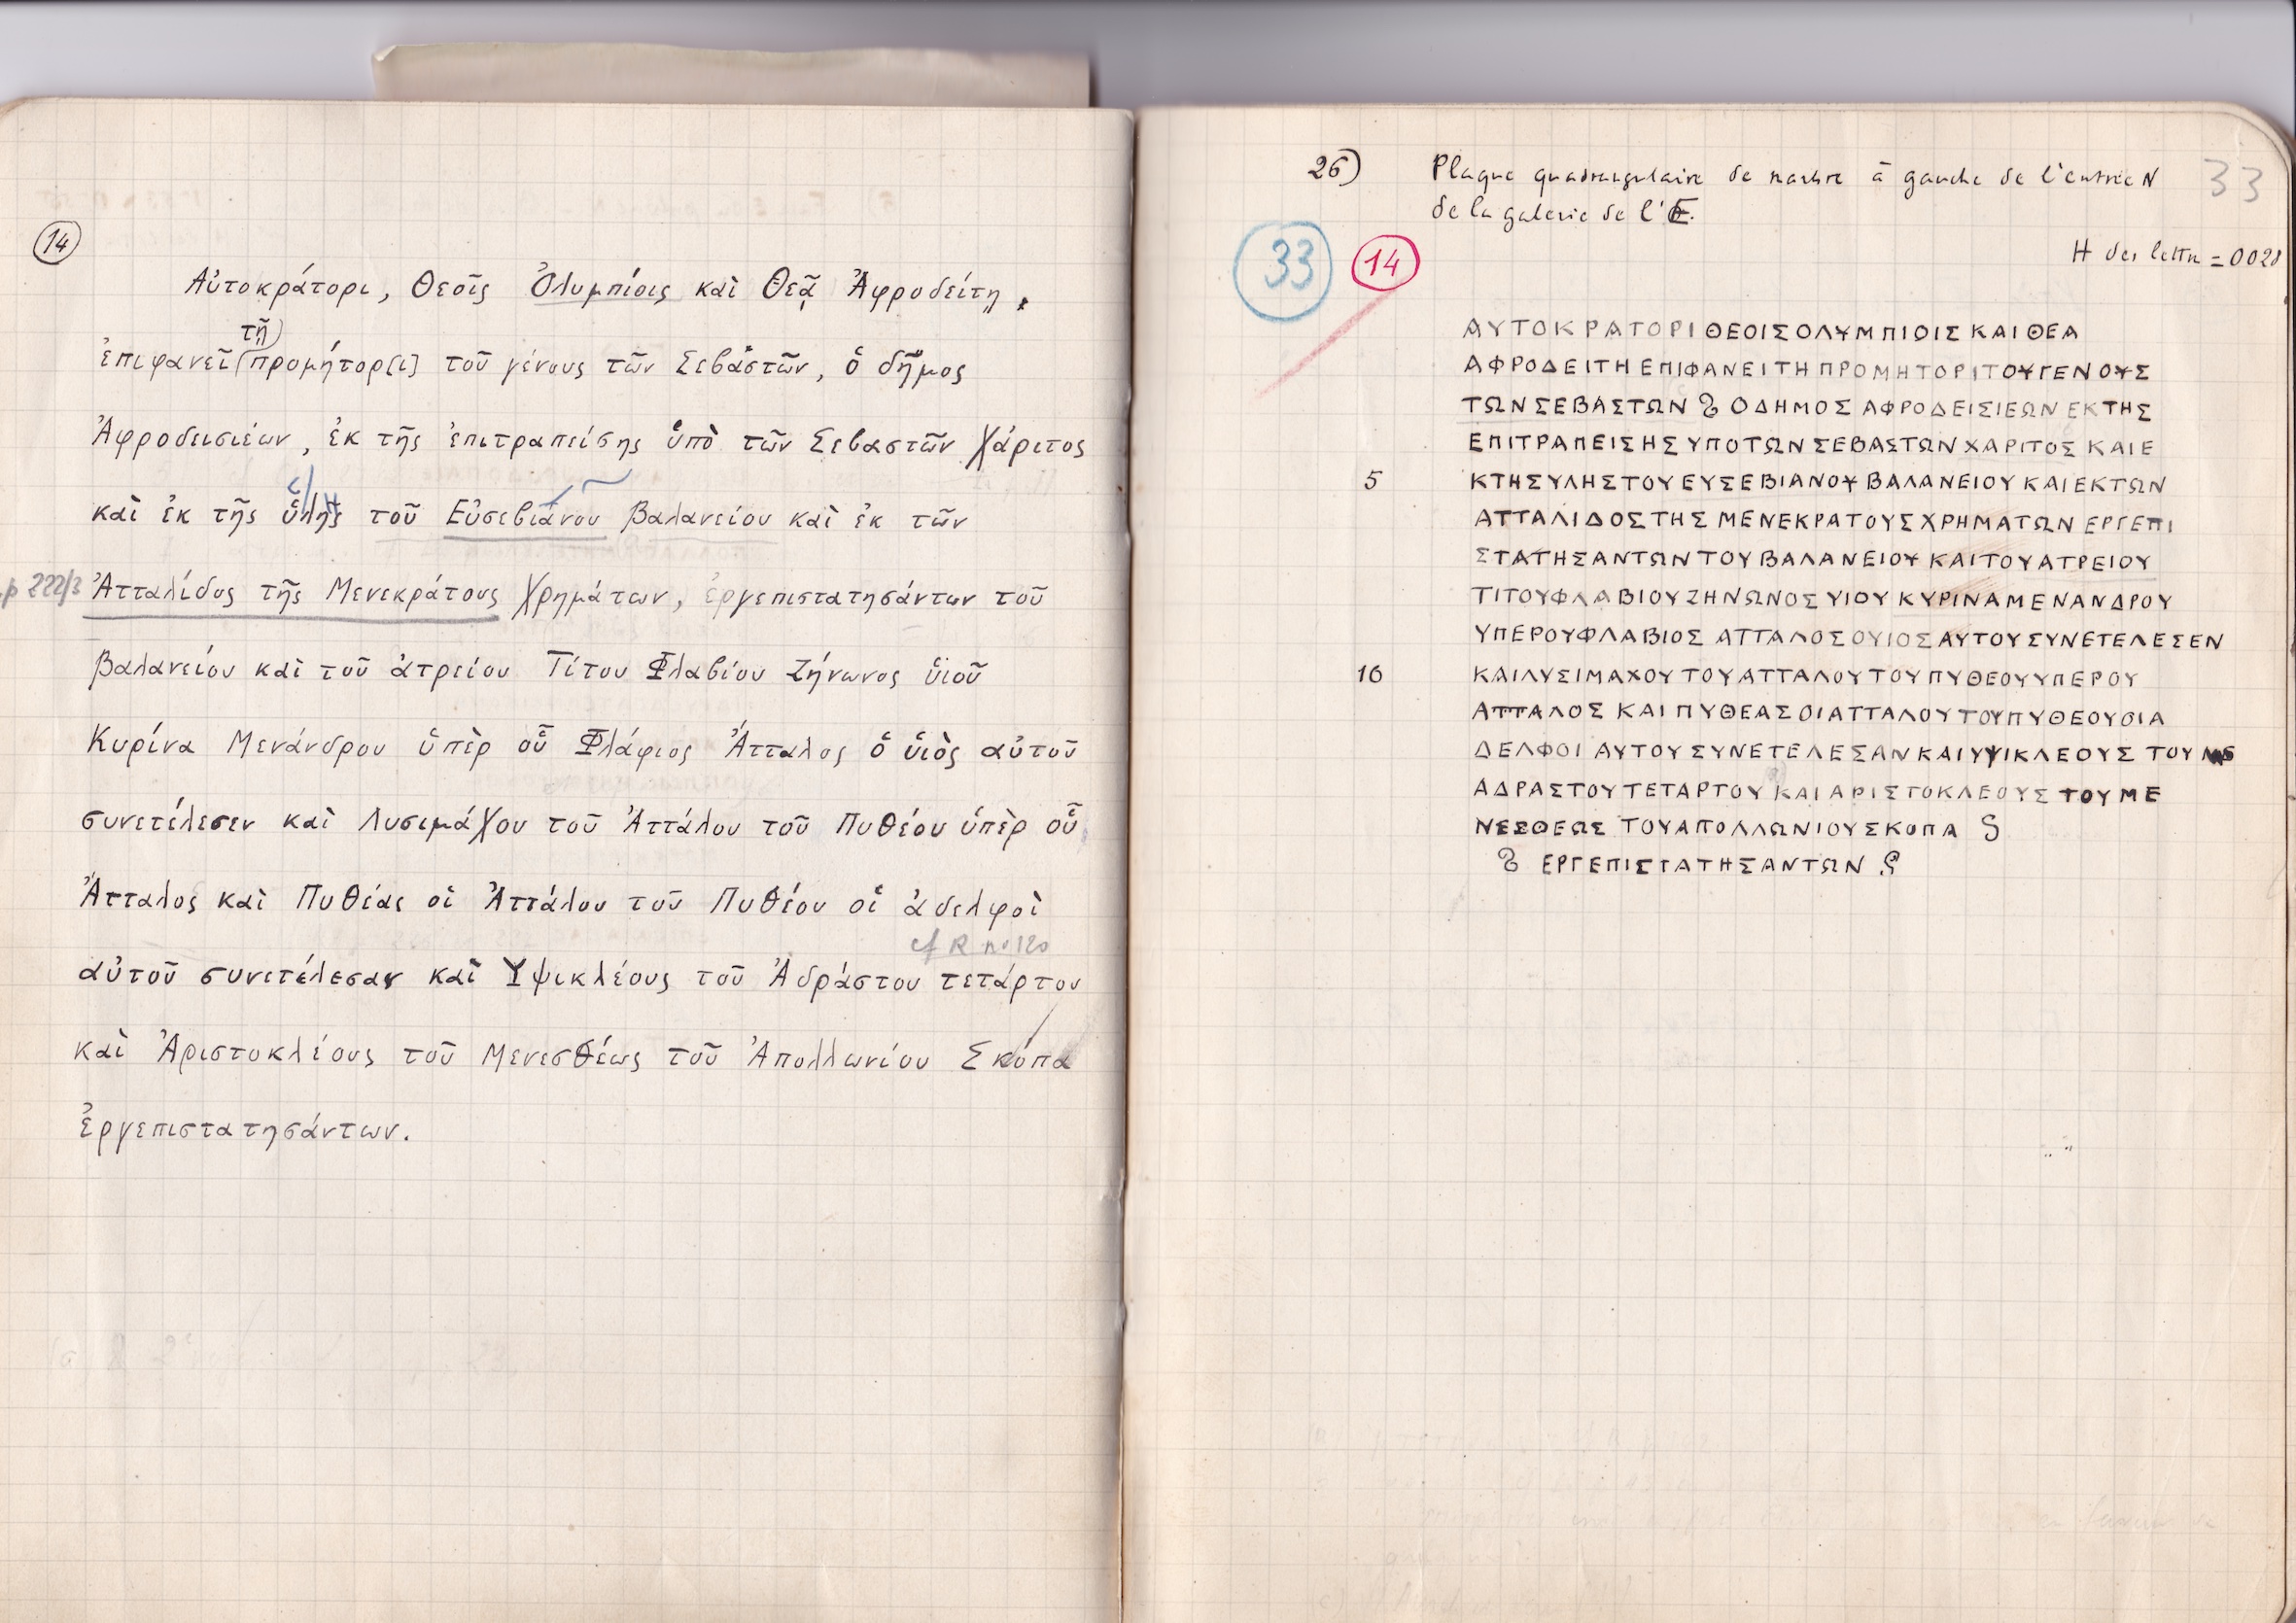 14
Αὐτοκράτορι, Θεοῖς Ὀλυμπίοις καὶ Θεᾷ Ἀφροδείτῃ,
τῇ)
ἐπιφανεῖ (προμήτορ[ι] τοῦ γένους τῶν Σεβαστῶν, ὁ δῆμος
Ἀφροδεισιέων, ἐκ τῆς ἐπιτραπείσης ὑπὸ τῶν Σεβαστῶν Χάριτος
καὶ ἐκ τῆς ὕλης τοῦ Εὐσεβιάνου βαλανείου καὶ ἐκ τῶν
p 222/3 Ἀτταλίδος τῆς Μενεκράτους Χρημάτων, ἐργεπιστατησάντων τοῦ
βαλανείου καὶ τοῦ ἀτρείου Τίτου Φλαβίου Ζήνωνος ὑιοῦ
Κυρίνα Μενάνδρου ὑπὲρ οὗ Φλάφιος Ἄτταλος ὁ ὑιὸς αὐτοῦ
συνετέλεσεν καὶ Λυσιμάχου τοῦ Ἀττάλου τοῦ Πυθέου ὑπὲρ οὗ
Ἄτταλος καὶ Πυθέας οἱ Ἀττάλου τοῦ Πυθέου οἱ ἀδελφοὶ
cf R no 120
αὐτοῦ συνετέλεσαν καὶ Υψικλέους τοῦ Ἀδράστου τετάρτου
καὶ Ἀριστοκλέους τοῦ Μενεσθέως τοῦ Ἀπολλωνίου Σκόπα
ἐργεπιστατησάντων.
26) Plaque quadrangulaire de marbre à gauche de l'entrée N 33
de la galerie de l'E.
33 14
H des lettr = 0028
ΑΥΤΟΚΡΑΤΟΡΙ ΘΕΟΙΣ ΟΛΥΜΠΙΟΙΣ ΚΑΙ ΘΕΑ
ΑΦΡΟΔΕΙΤΗ ΕΠΙΦΑΝΕΙ ΤΗ ΠΡΟΜΗΤΟΡΙ ΤΟΥ ΓΕΝΟΥΣ
ΤΩΝ ΣΕΒΑΣΤΩΝ Ο ΔΗΜΟΣ ΑΦΡΟΔΕΙΣΙΕΩΝ ΕΚ ΤΗΣ
ΕΠΙΤΡΑΠΕΙΣΗΣ ΥΠΟ ΤΩΝ ΣΕΒΑΣΤΩΝ ΧΑΡΙΤΟΣ ΚΑΙ Ε
5 ΚΤΗΣ ΥΛΗΣ ΤΟΥ ΕΥΣΕΒΙΑΝΟΥ ΒΑΛΑΝΕΙΟΥ ΚΑΙ ΕΚ ΤΩΝ
ΑΤΤΑΛΙΔΟΣ ΤΗΣ ΜΕΝΕΚΡΑΤΟΥΣ ΧΡΗΜΑΤΩΝ ΕΡΓΕΠΙ
ΣΤΑΤΗΣΑΝΤΩΝ ΤΟΥ ΒΑΛΑΝΕΙΟΥ ΚΑΙ ΤΟΥ ΑΤΡΕΙΟΥ
ΤΙΤΟΥ ΦΛΑΒΙΟΥ ΖΗΝΩΝΟΣ ΥΙΟΥ ΚΥΡΙΝΑ ΜΕΝΑΝΔΡΟΥ
ΥΠΕΡ ΟΥ ΦΛΑΒΙΟΣ ΑΤΤΑΛΟΣ Ο ΥΙΟΣ ΑΥΤΟΥ ΣΥΝΕΤΕΛΕΣΕΝ
10 ΚΑΙ ΛΥΣΙΜΑΧΟΥ ΤΟΥ ΑΤΤΑΛΟΥ ΤΟΥ ΠΥΘΕΟΥ ΥΠΕΡ ΟΥ
ΑΤΤΑΛΟΣ ΚΑΙ ΠΥΘΕΑΣ ΟΙ ΑΤΤΑΛΟΥ ΤΟΥ ΠΥΘΕΟΥ ΟΙ Α
ΔΕΛΦΟΙ ΑΥΤΟΥ ΣΥΝΕΤΕΛΕΣΑΝ ΚΑΙ ΥΨΙΚΛΕΟΥΣ ΤΟΥ
ΑΔΡΑΣΤΟΥ ΤΕΤΑΡΤΟΥ ΚΑΙ ΑΡΙΣΤΟΚΛΕΟΥΣ ΤΟΥ ΜΕ
ΝΕΣΘΕΩΣ ΤΟΥ ΑΠΟΛΛΩΝΙΟΥ ΣΚΟΠΑ
ΕΡΓΕΠΙΣΤΑΤΗΣΑΝΤΩΝ